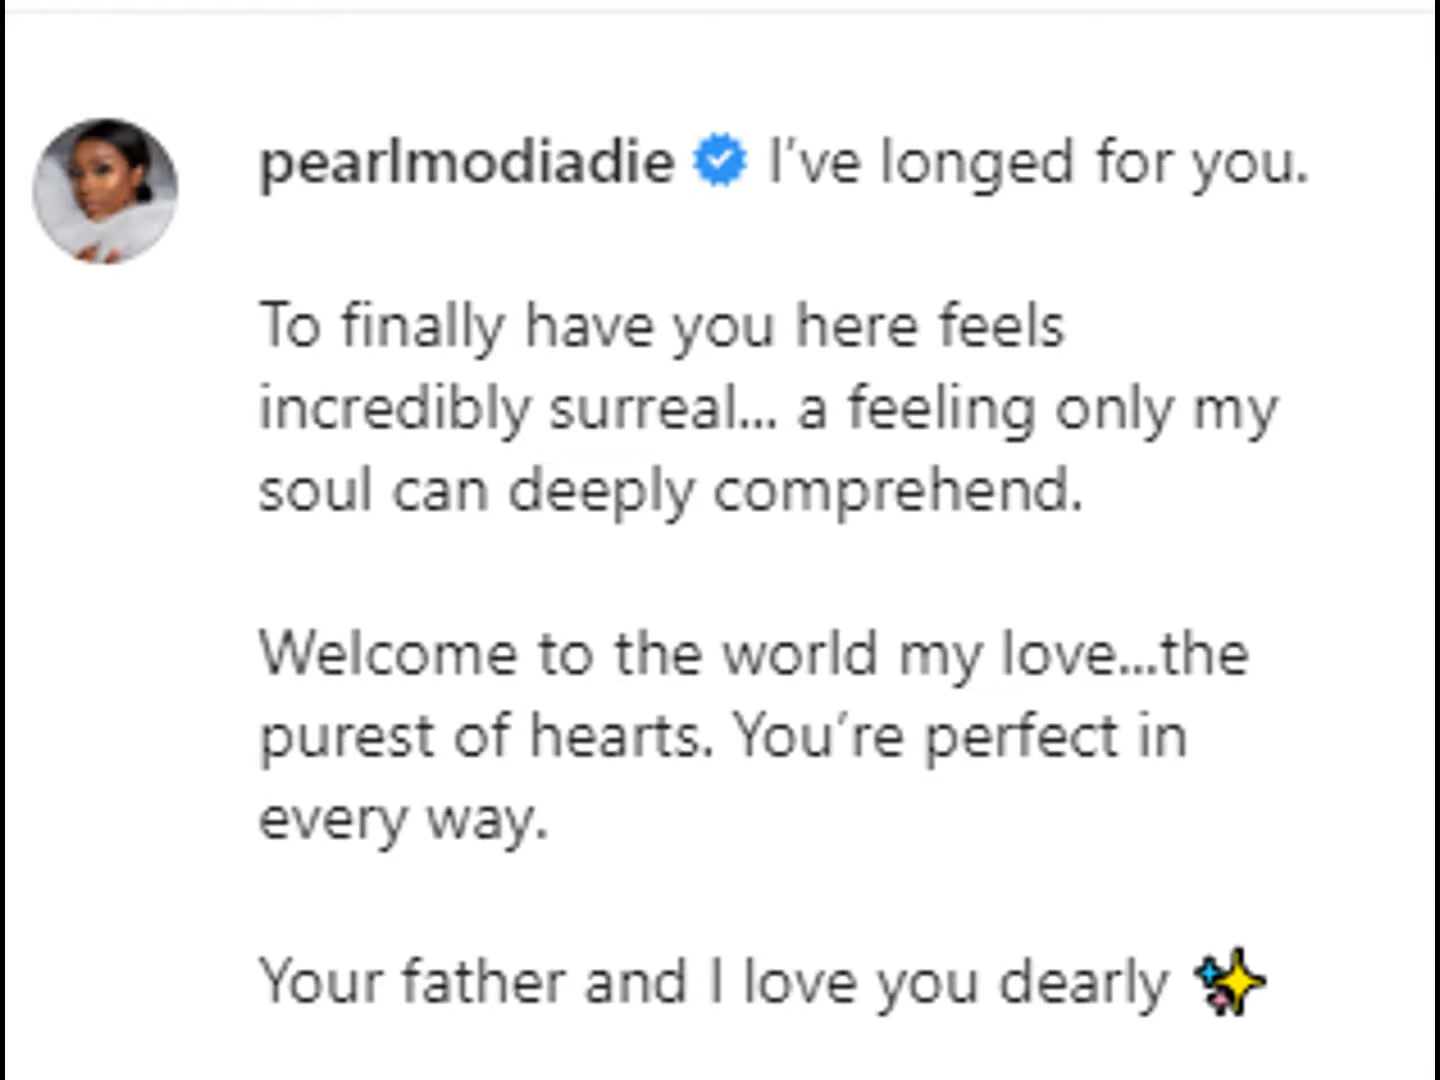 pearlmodiadie I've longed for you.
To finally have you here feels
incredibly surreal... a feeling only my
soul can deeply comprehend.
Welcome to the world my love...the
purest of hearts. You're perfect in
every way.
Your father and I love you dearly ✨